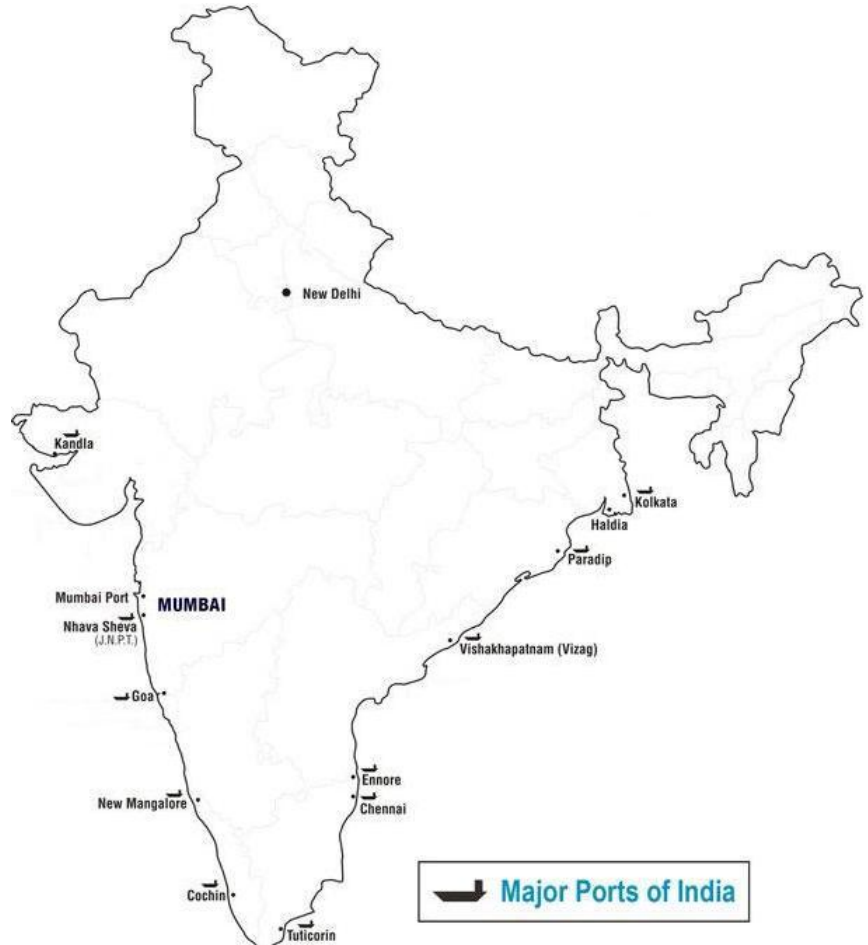 New Delhi
Kandla
Kolkata
Haldia
Paradip
Mumbai Port
MUMBAI
Nhava Sheva
(J.N.P.T.)
Vishakhapatnam (Vizag)
Goa
Ennore
New Mangalore
Chennai
Cochin
Tuticorin
Major Ports of India